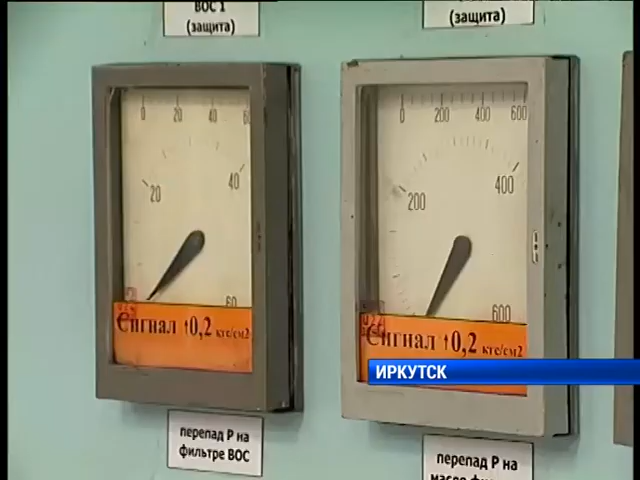 ВОС 1
(защита)
(защита)
0 20 40 60
20 40
60
Сигнал ↑0,2 кгс/см2
0 200 400 600
200 400
600
Сигнал ↑0,2 кгс/см2
ИРКУТСК
перепад Р на
фильтре ВОС
перепад Р на